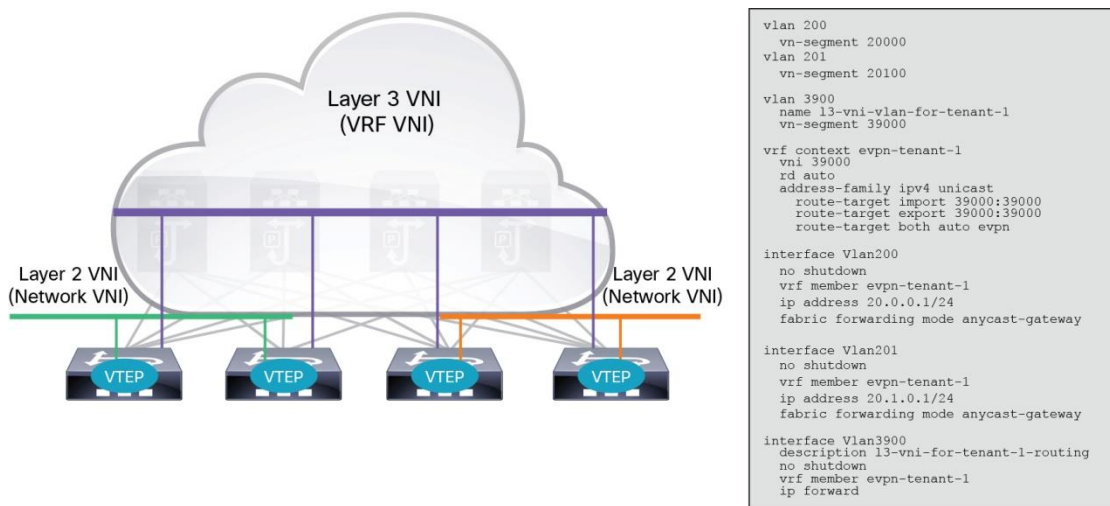 Layer 3 VNI
(VRF VNI)
Layer 2 VNI
(Network VNI)
Layer 2 VNI
(Network VNI)
VTEP
VTEP
VTEP
VTEP
vlan 200
vn-segment 20000
vlan 201
vn-segment 20100
vlan 3900
name l3-vni-vlan-for-tenant-1
vn-segment 39000
vrf context evpn-tenant-1
vni 39000
rd auto
address-family ipv4 unicast
route-target import 39000:39000
route-target export 39000:39000
route-target both auto evpn
interface Vlan200
no shutdown
vrf member evpn-tenant-1
ip address 20.0.0.1/24
fabric forwarding mode anycast-gateway
interface Vlan201
no shutdown
vrf member evpn-tenant-1
ip address 20.1.0.1/24
fabric forwarding mode anycast-gateway
interface Vlan3900
description l3-vni-for-tenant-1-routing
no shutdown
vrf member evpn-tenant-1
ip forward